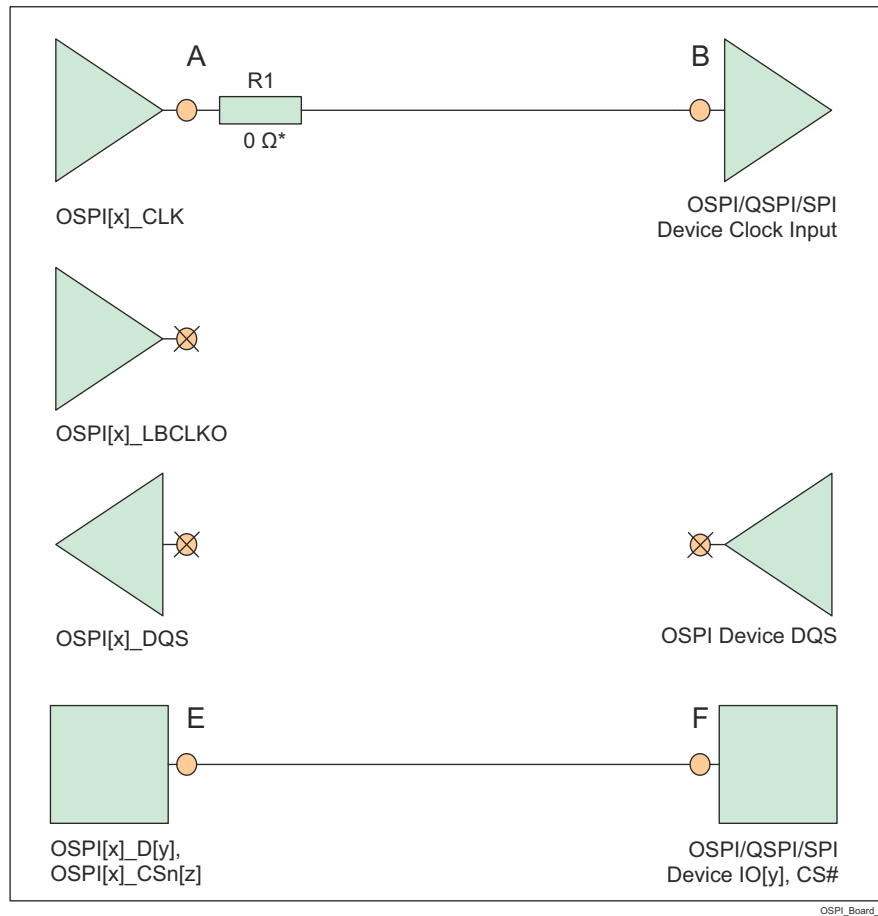 A
B
R1
0 Ω*
OSPI[x]_CLK
OSPI/QSPI/SPI
Device Clock Input
OSPI[x]_LBCLKO
OSPI[x]_DQS
OSPI Device DQS
E
F
OSPI[x]_D[y],
OSPI[x]_CSn[z]
OSPI/QSPI/SPI
Device IO[y], CS#
OSPI_Board_